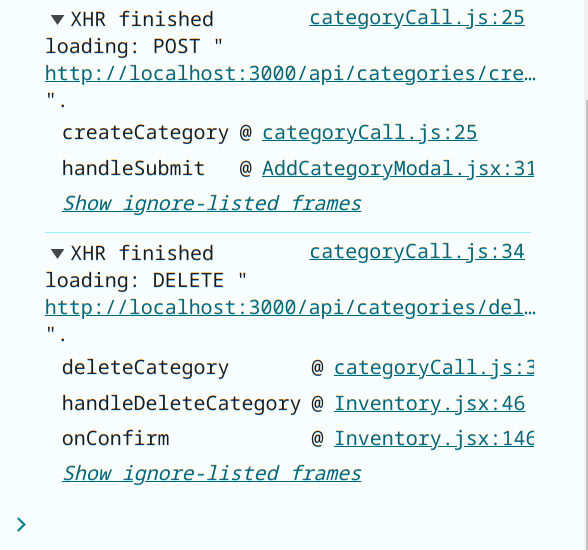 ▼XHR finished categoryCall.js:25
loading: POST "
http://localhost:3000/api/categories/cre…
".
createCategory @ categoryCall.js:25
handleSubmit @ AddCategoryModal.jsx:31
Show ignore-listed frames
▼XHR finished categoryCall.js:34
loading: DELETE "
http://localhost:3000/api/categories/del…
".
deleteCategory @ categoryCall.js:3
handleDeleteCategory @ Inventory.jsx:46
onConfirm @ Inventory.jsx:146
Show ignore-listed frames
>